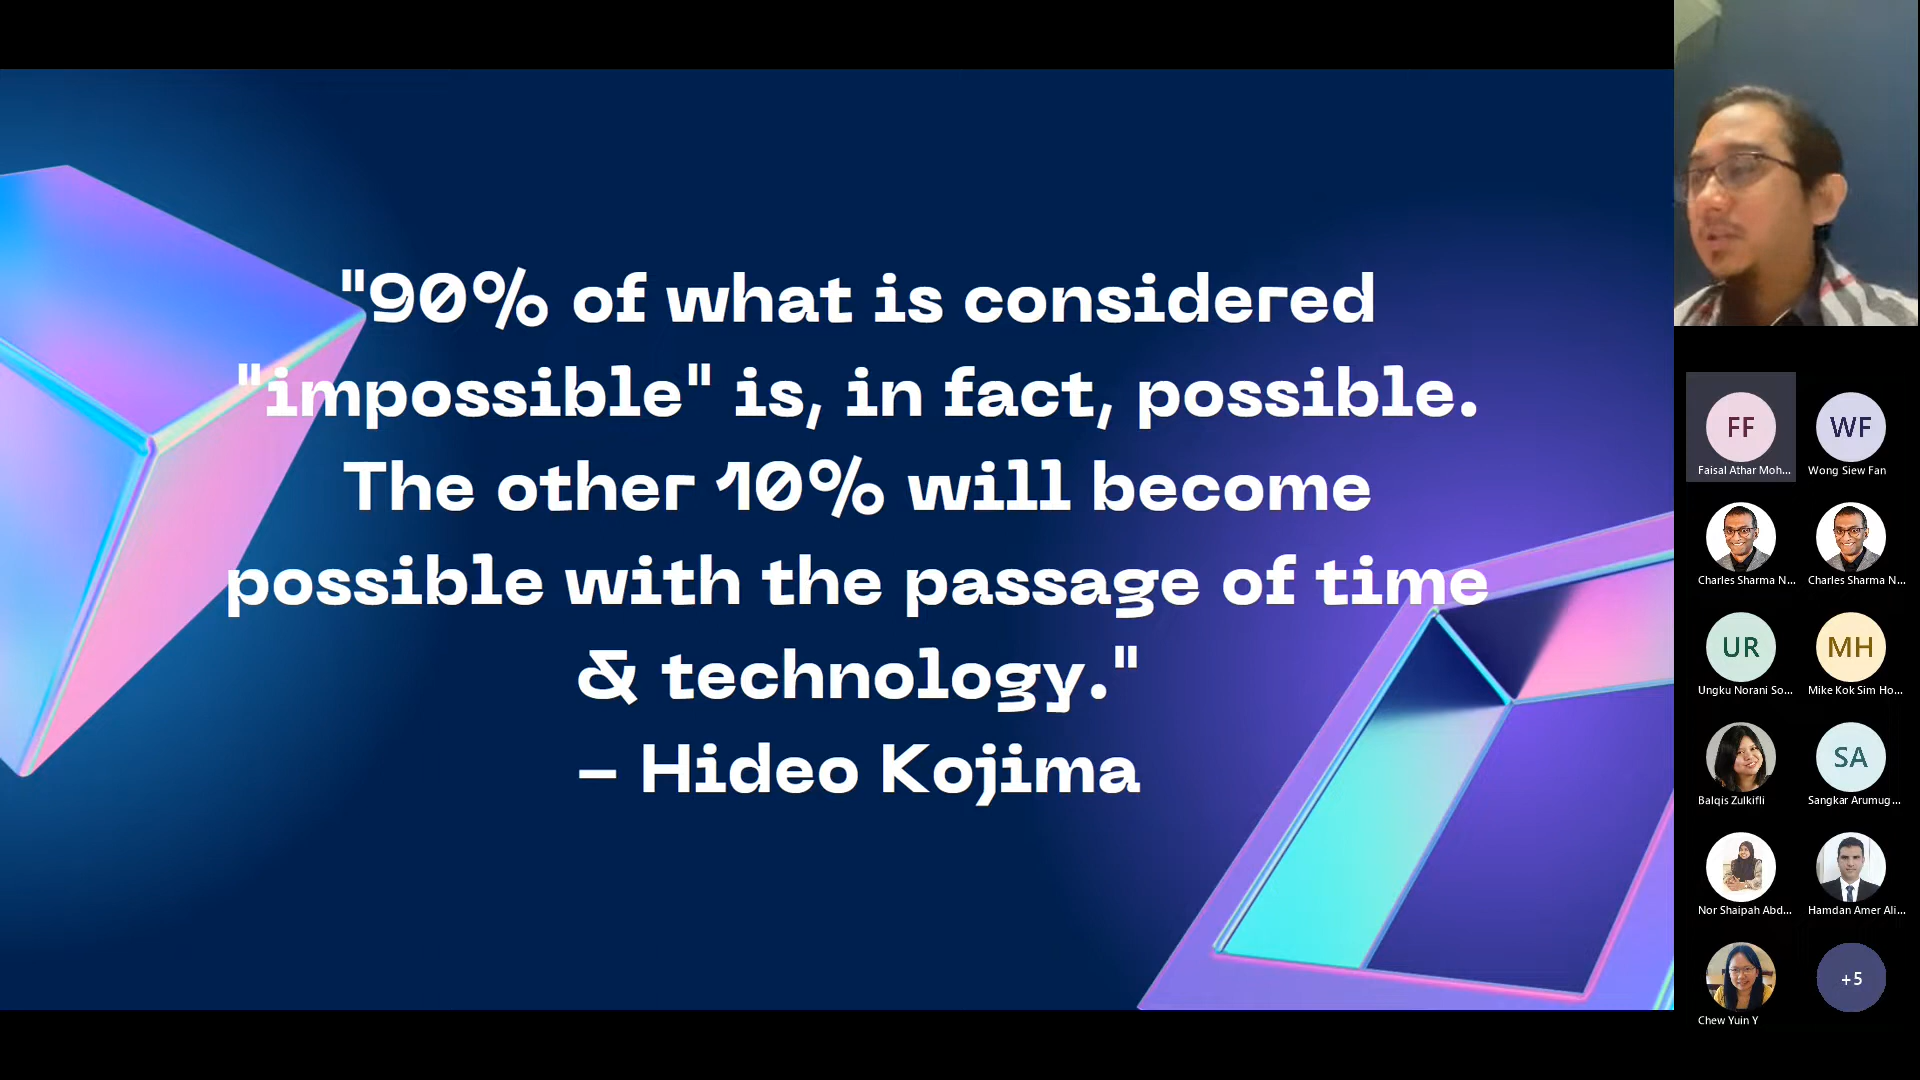 "90% of what is considered
"impossible" is, in fact, possible.
The other 10% will become
possible with the passage of time
& technology."
– Hideo Kojima
FF
WF
Faisal Athar Moh...
Wong Siew Fan
Charles Sharma N...
Charles Sharma N...
UR
MH
Ungku Norani So...
Mike Kok Sim Ho...
SA
Balqis Zulkifli
Sangkar Arumug...
Nor Shaipah Abd...
Hamdan Amer Ali...
+5
Chew Yuin Y